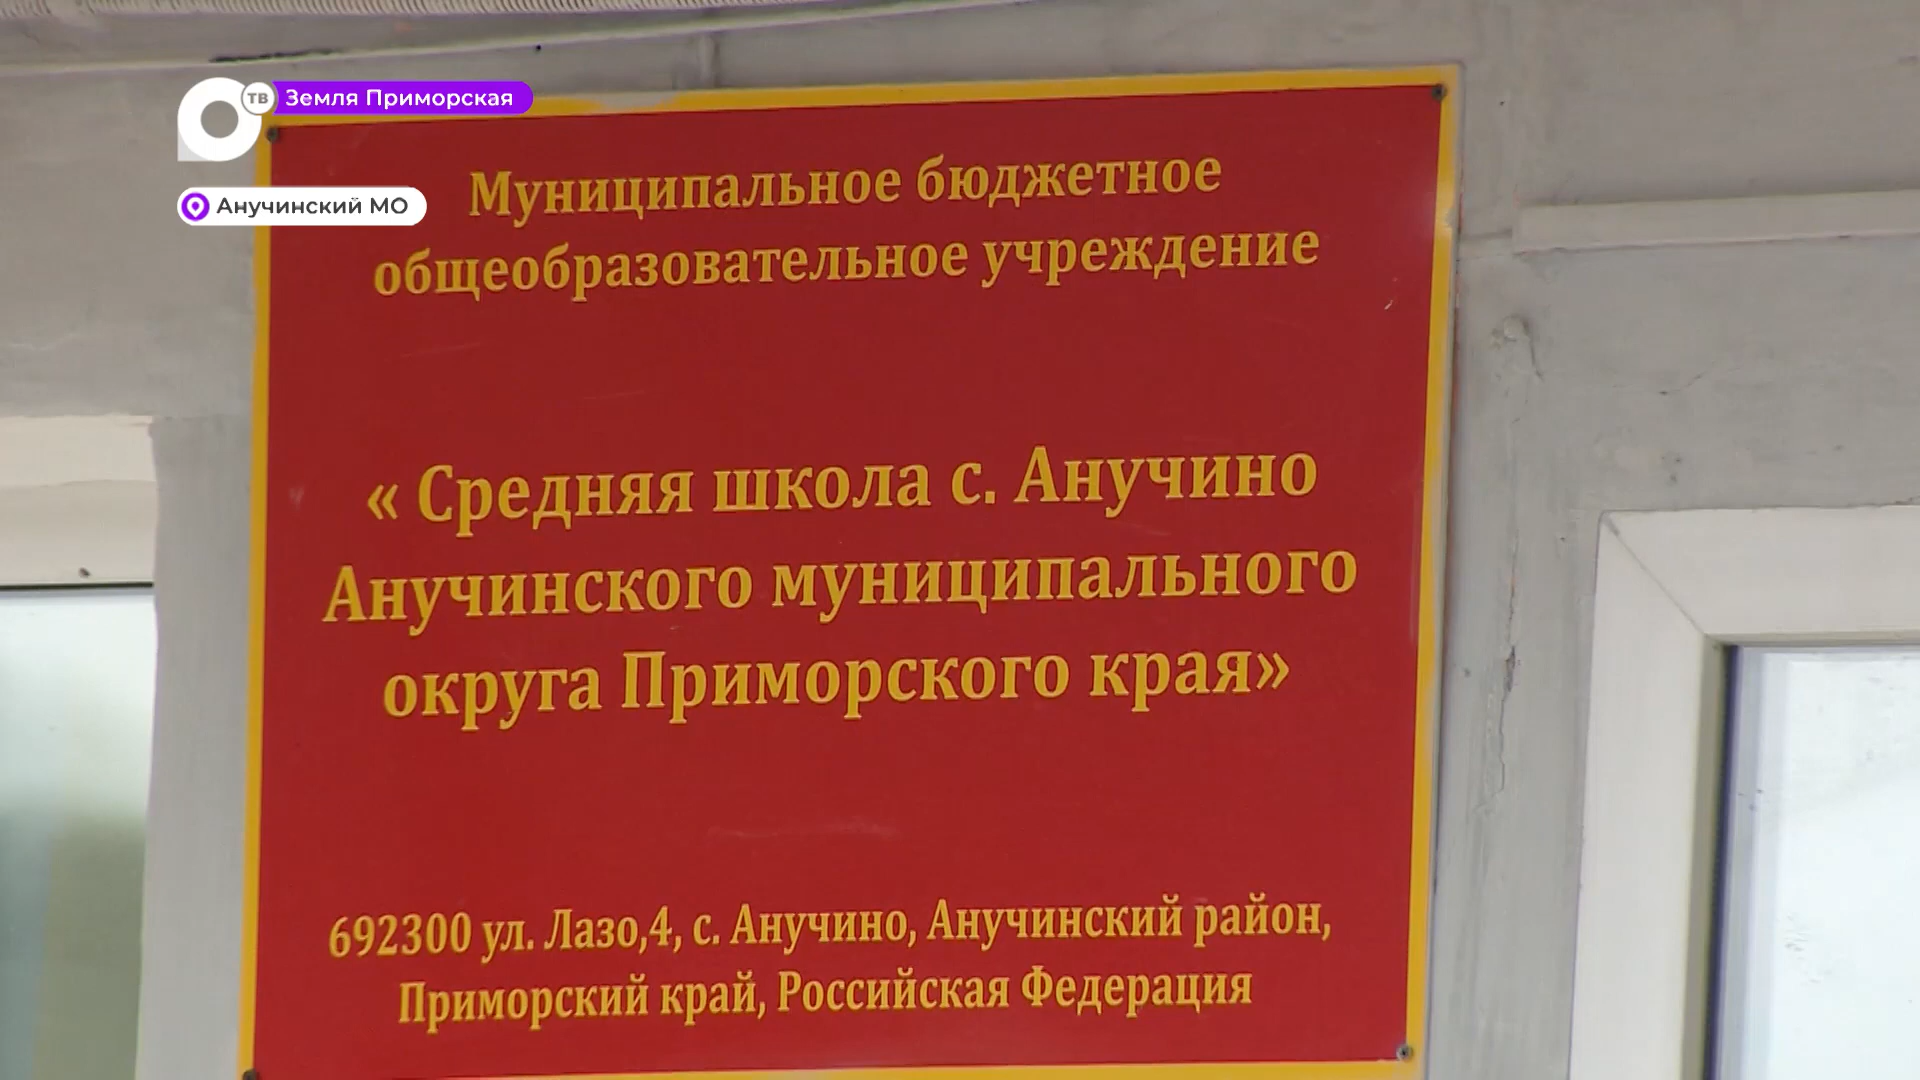 ТВ Земля Приморская
Анучинский МО
Муниципальное бюджетное
общеобразовательное учреждение
« Средняя школа с. Анучино
Анучинского муниципального
округа Приморского края»
692300 ул. Лазо,4, с. Анучино, Анучинский район,
Приморский край, Российская Федерация